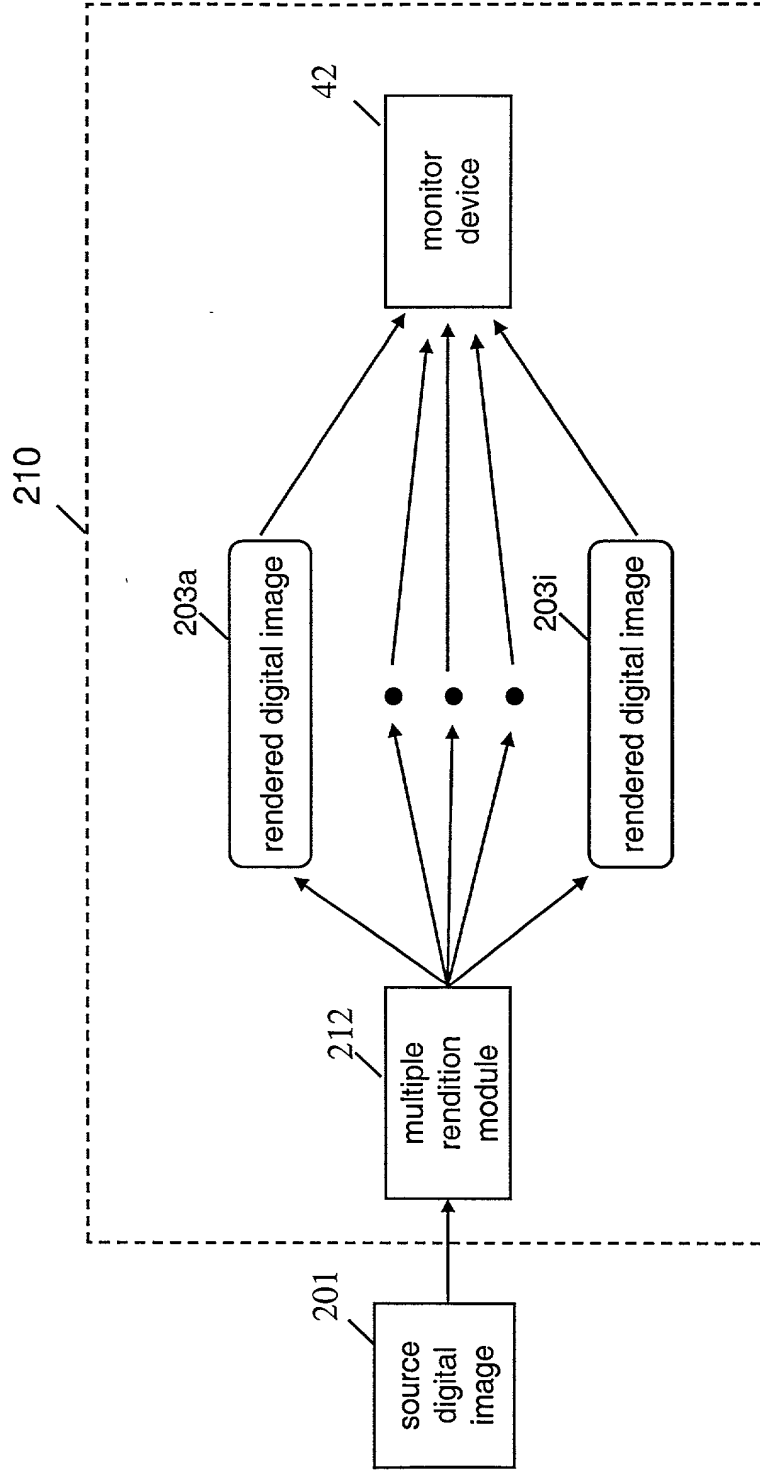 210
201
source
digital
image
212
multiple
rendition
module
203a
rendered digital image
203i
rendered digital image
42
monitor
device